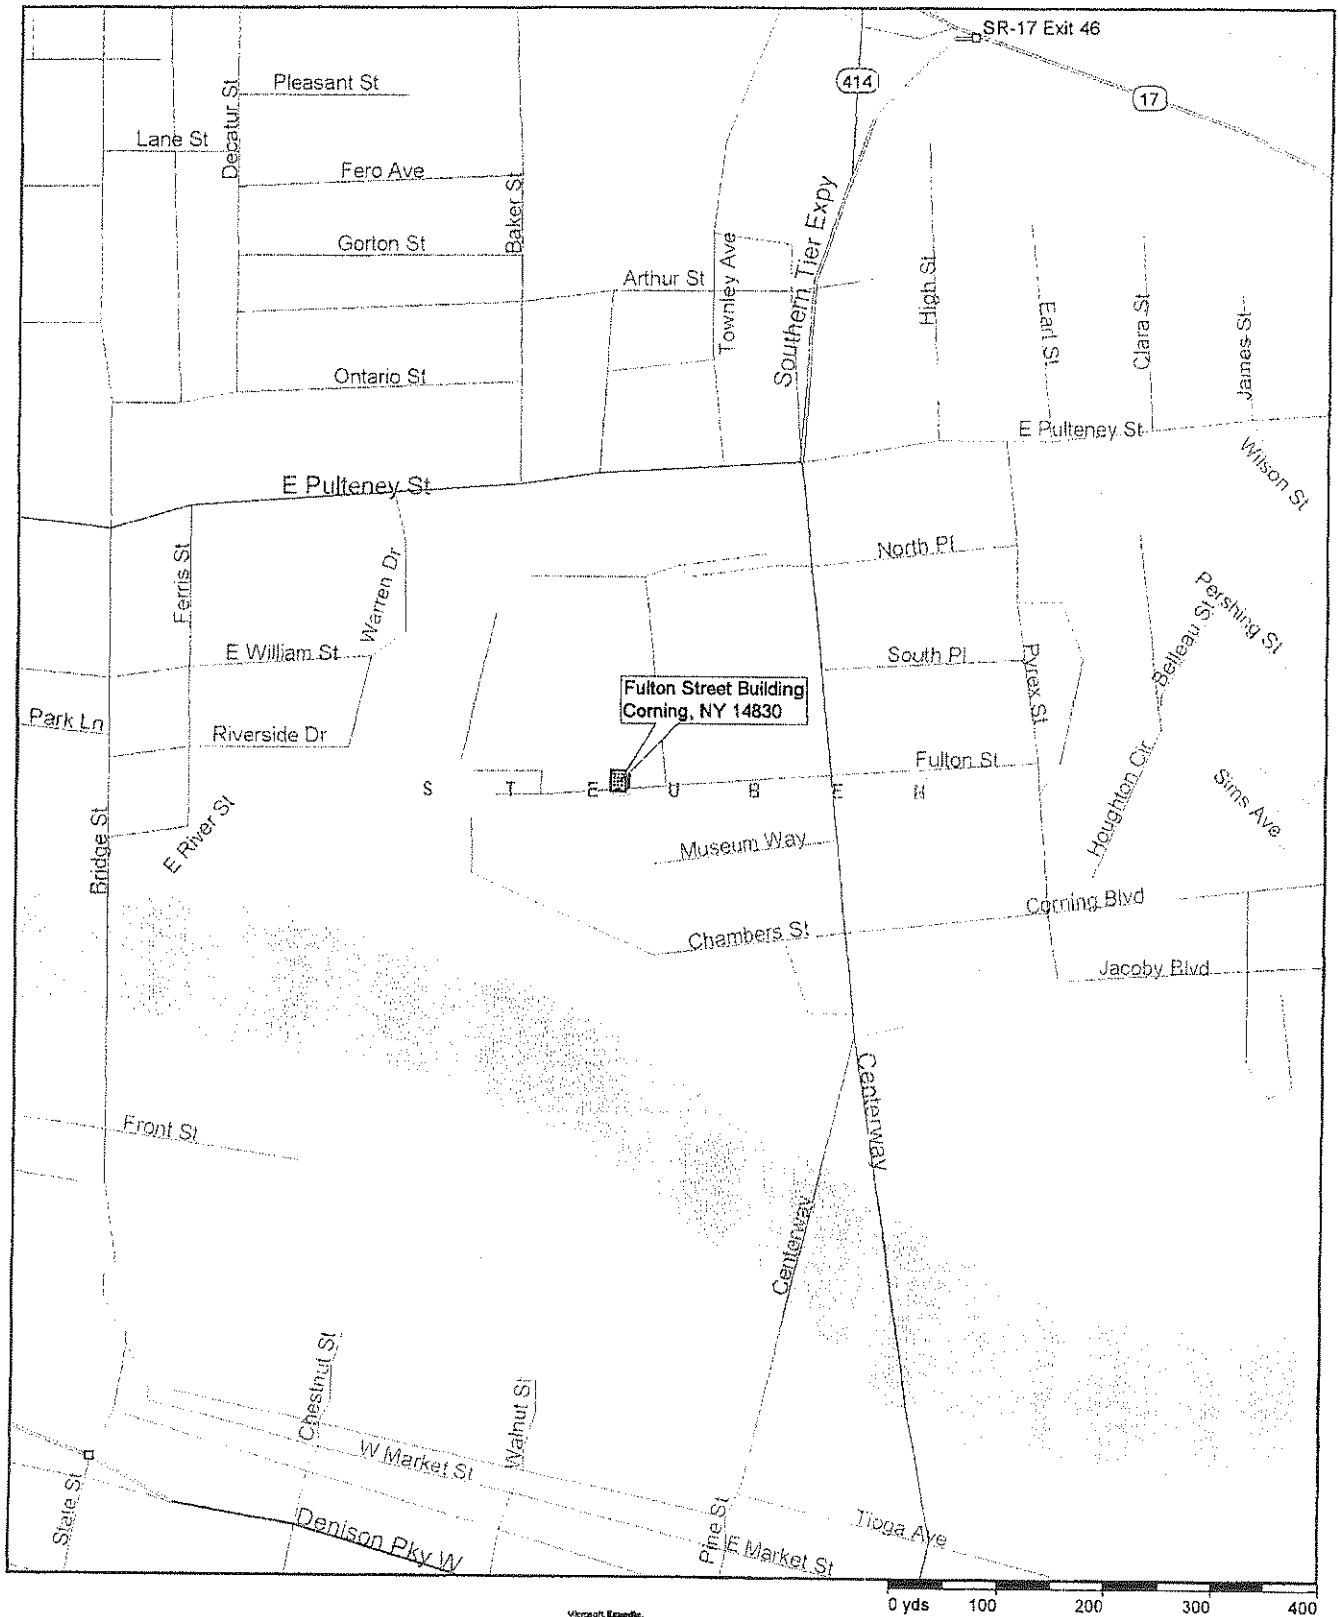 SR-17 Exit 46
414
17
Pleasant St
Decatur St
Lane St
Fero Ave
Baker St
Gorton St
Arthur St
Townley Ave
Southern Tier Expy
High St
Earl St
Clara St
James St
Ontario St
E Pulteney St
E Pulteney St
Wilson St
Ferris St
Warren Dr
North Pl
Pershing St
Belleau St
E William St
South Pl
Pyrex St
Fulton Street Building
Corning, NY 14830
Park Ln
Riverside Dr
Fulton St
S T E U B E N
Houghton Cir
Sims Ave
Bridge St
E River St
Museum Way
Corning Blvd
Chambers St
Jacoby Blvd
Front St
Centerway
Centerway
Chestnut St
Walnut St
W Market St
State St
Denison Pky W
Pine St
Tioga Ave
E Market St
0 yds 100 200 300 400